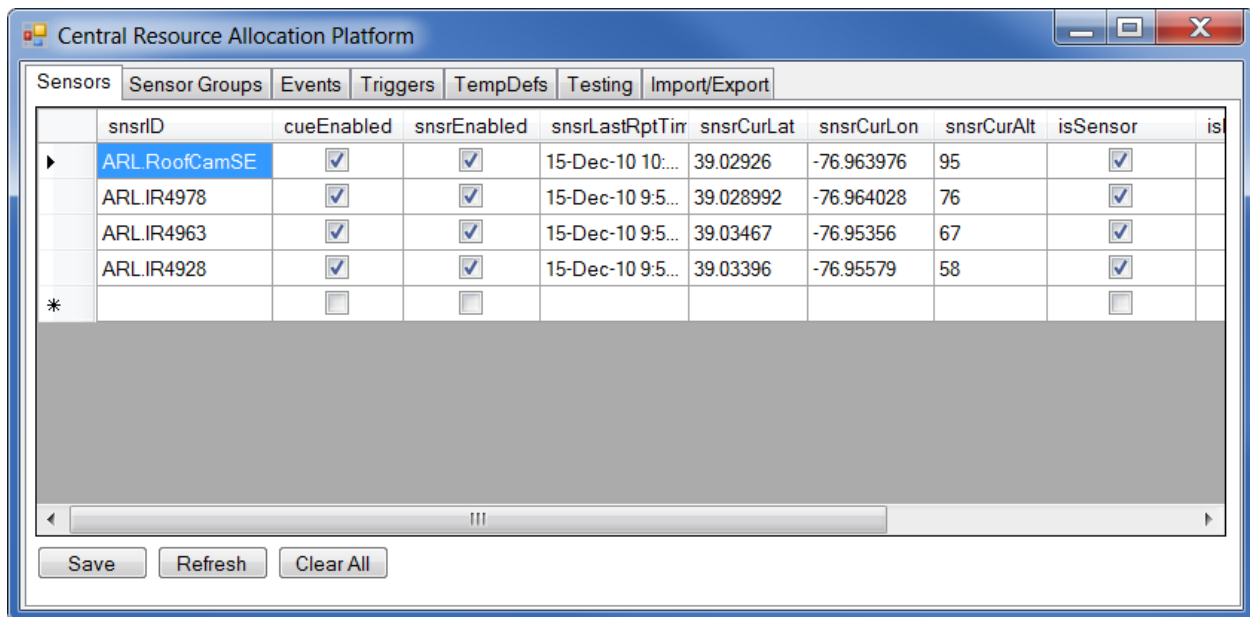 Central Resource Allocation Platform
Sensors Sensor Groups Events Triggers TempDefs Testing Import/Export
snsrID cueEnabled snsrEnabled snsrLastRptTim snsrCurLat snsrCurLon snsrCurAlt isSensor isl
ARL.RoofCamSE 15-Dec-10 10:... 39.02926 -76.963976 95
ARL.IR4978 15-Dec-10 9:5... 39.028992 -76.964028 76
ARL.IR4963 15-Dec-10 9:5... 39.03467 -76.95356 67
ARL.IR4928 15-Dec-10 9:5... 39.03396 -76.95579 58
Save Refresh Clear All